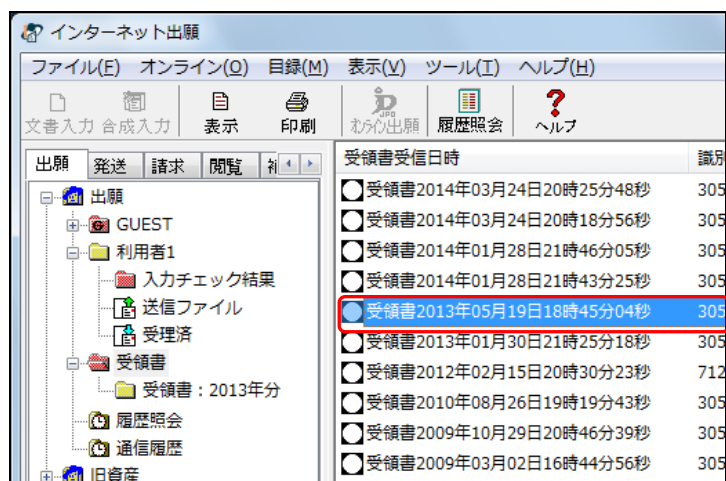 インターネット出願
ファイル(F) オンライン(O) 目録(M) 表示(V) ツール(T) ヘルプ(H)
文書入力 合成入力 表示 印刷 オンライン出願 履歴照会 ヘルプ
出願 発送 請求 閲覧
受領書受信日時 識別
出願
GUEST
利用者1
入力チェック結果
送信ファイル
受理済
受領書
受領書：2013年分
履歴照会
通信履歴
旧資産
受領書2014年03月24日20時25分48秒 305
受領書2014年03月24日20時18分56秒 305
受領書2014年01月28日21時46分05秒 305
受領書2014年01月28日21時43分25秒 305
受領書2013年05月19日18時45分04秒 305
受領書2013年01月30日21時25分18秒 305
受領書2012年02月15日20時30分23秒 712
受領書2010年08月26日19時19分43秒 305
受領書2009年10月29日20時46分39秒 305
受領書2009年03月02日16時44分56秒 305